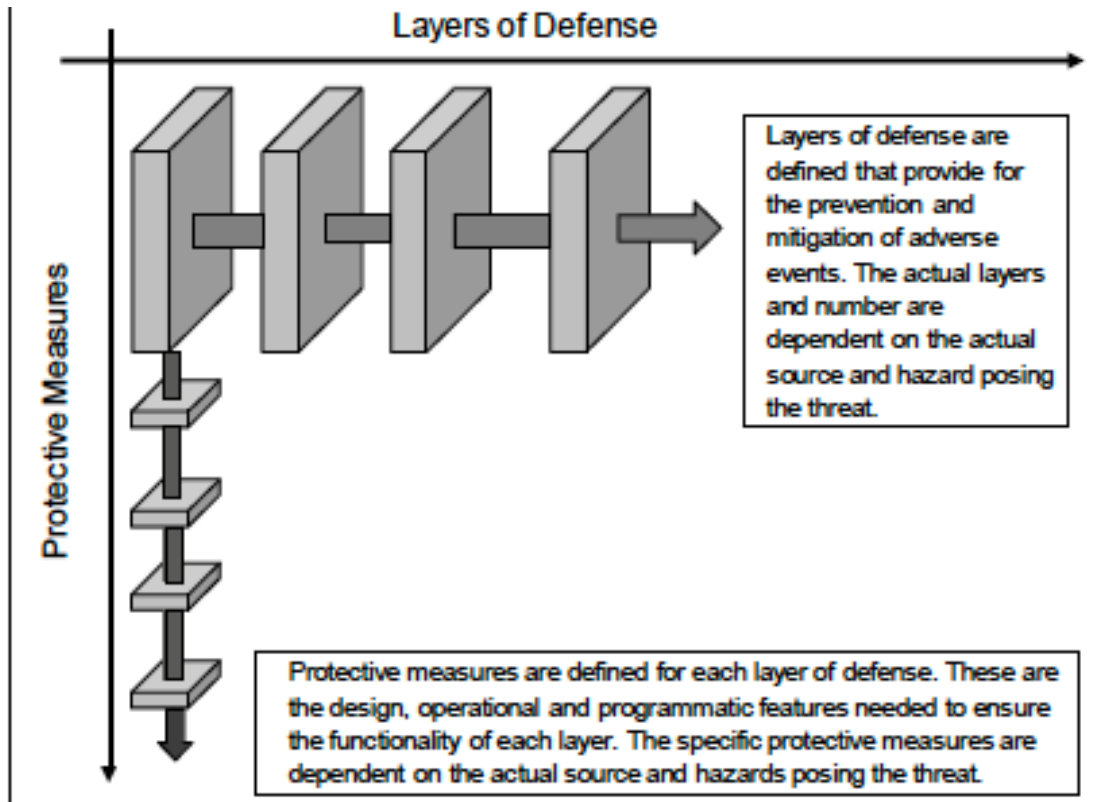 Layers of Defense
Layers of defense are
defined that provide for
the prevention and
mitigation of adverse
events. The actual layers
and number are
dependent on the actual
source and hazard posing
the threat.
Protective Measures
Protective measures are defined for each layer of defense. These are
the design, operational and programmatic features needed to ensure
the functionality of each layer. The specific protective measures are
dependent on the actual source and hazards posing the threat.